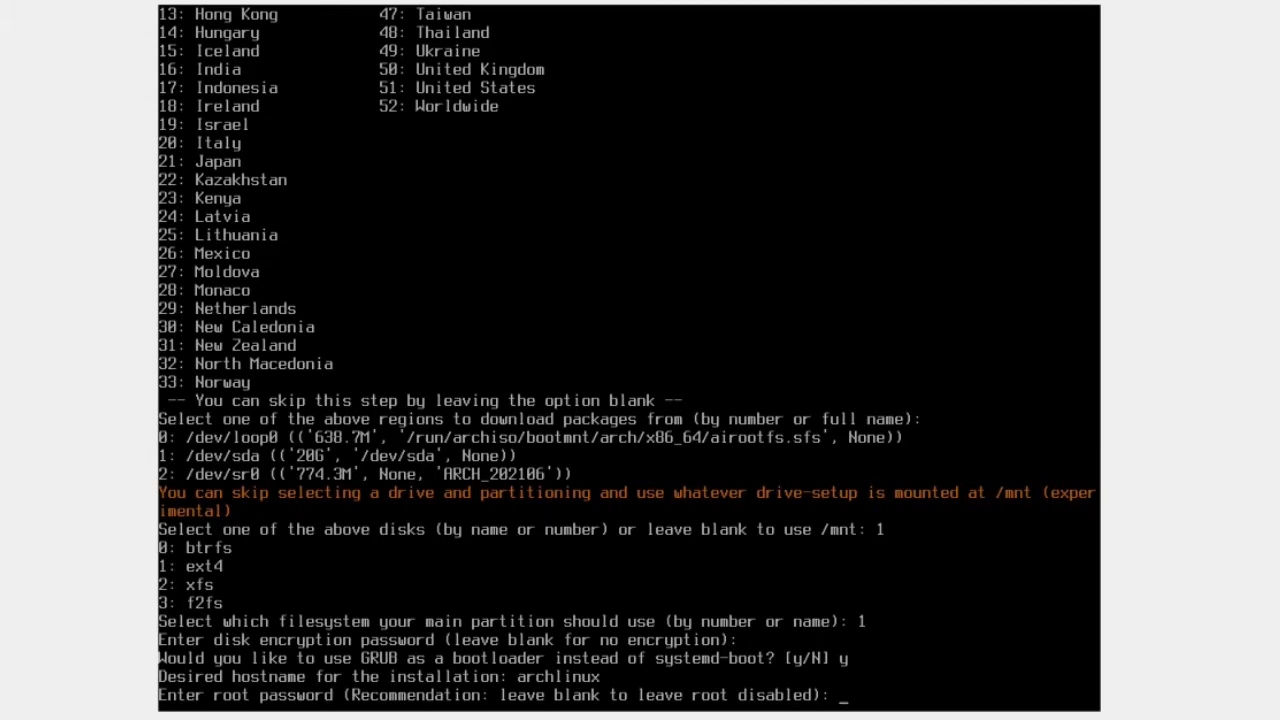 13: Hong Kong           47: Taiwan
14: Hungary             48: Thailand
15: Iceland             49: Ukraine
16: India               50: United Kingdom
17: Indonesia           51: United States
18: Ireland             52: Worldwide
19: Israel
20: Italy
21: Japan
22: Kazakhstan
23: Kenya
24: Latvia
25: Lithuania
26: Mexico
27: Moldova
28: Monaco
29: Netherlands
30: New Caledonia
31: New Zealand
32: North Macedonia
33: Norway
 -- You can skip this step by leaving the option blank --
Select one of the above regions to download packages from (by number or full name):
0: /dev/loop0 (('638.7M', '/run/archiso/bootmnt/arch/x86_64/airootfs.sfs', None))
1: /dev/sda (('20G', '/dev/sda', None))
2: /dev/sr0 (('774.3M', None, 'ARCH_202106'))
You can skip selecting a drive and partitioning and use whatever drive-setup is mounted at /mnt (exper
imental)
Select one of the above disks (by name or number) or leave blank to use /mnt: 1
0: btrfs
1: ext4
2: xfs
3: f2fs
Select which filesystem your main partition should use (by number or name): 1
Enter disk encryption password (leave blank for no encryption):
Would you like to use GRUB as a bootloader instead of systemd-boot? [y/N] y
Desired hostname for the installation: archlinux
Enter root password (Recommendation: leave blank to leave root disabled): _